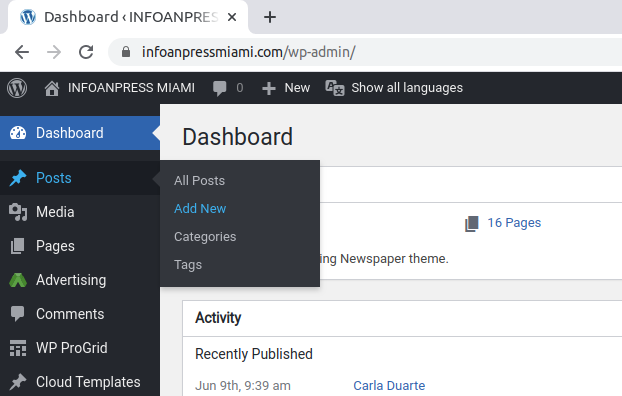 Dashboard ‹ INFOANPRESS
infoanpressmiami.com/wp-admin/
INFOANPRESS MIAMI 0 New Show all languages
Dashboard
Dashboard
Posts
All Posts
Add New
Categories
Tags
Media
Pages
Advertising
Comments
WP ProGrid
Cloud Templates
16 Pages
ing Newspaper theme.
Activity
Recently Published
Jun 9th, 9:39 am Carla Duarte